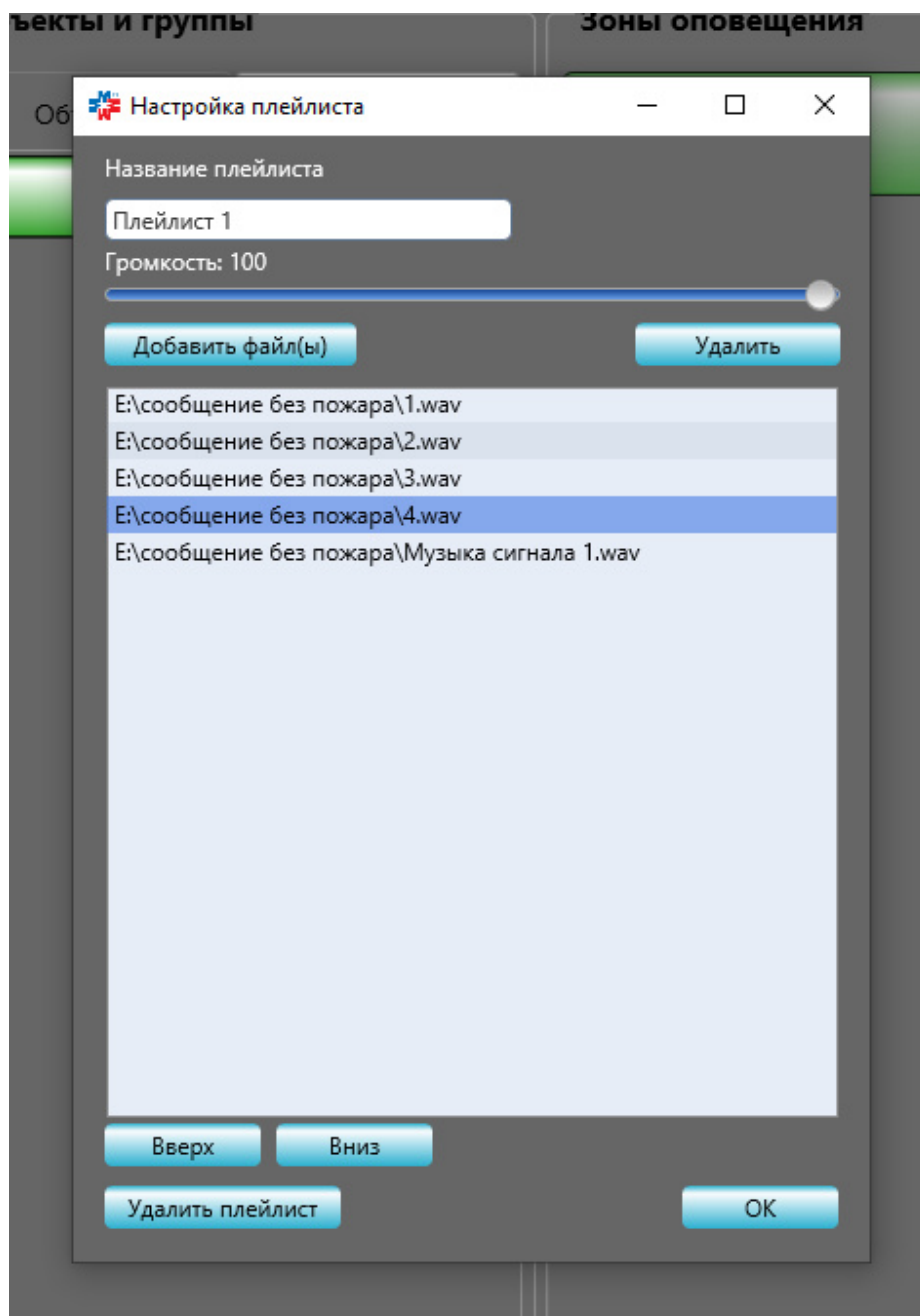 ъекты и группы
Зоны оповещения
Об
Настройка плейлиста
Название плейлиста
Плейлист 1
Громкость: 100
Добавить файл(ы)
Удалить
E:\сообщение без пожара\1.wav
E:\сообщение без пожара\2.wav
E:\сообщение без пожара\3.wav
E:\сообщение без пожара\4.wav
E:\сообщение без пожара\Музыка сигнала 1.wav
Вверх
Вниз
Удалить плейлист
ОК